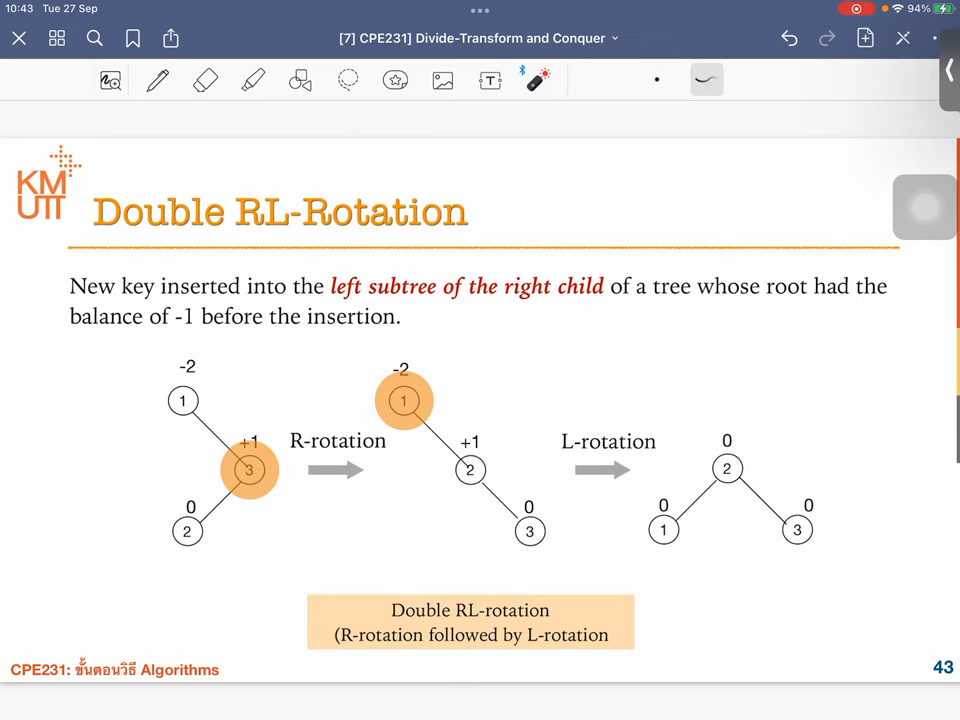 10:43 Tue 27 Sep
94%
[7] CPE231] Divide-Transform and Conquer
T
KM
UTT
Double RL-Rotation
New key inserted into the left subtree of the right child of a tree whose root had the
balance of -1 before the insertion.
-2
1
+1
3
0
2
R-rotation
-2
1
+1
2
0
3
L-rotation
0
2
0
1
0
3
Double RL-rotation
(R-rotation followed by L-rotation
CPE231: ขั้นตอนวิธี Algorithms
43